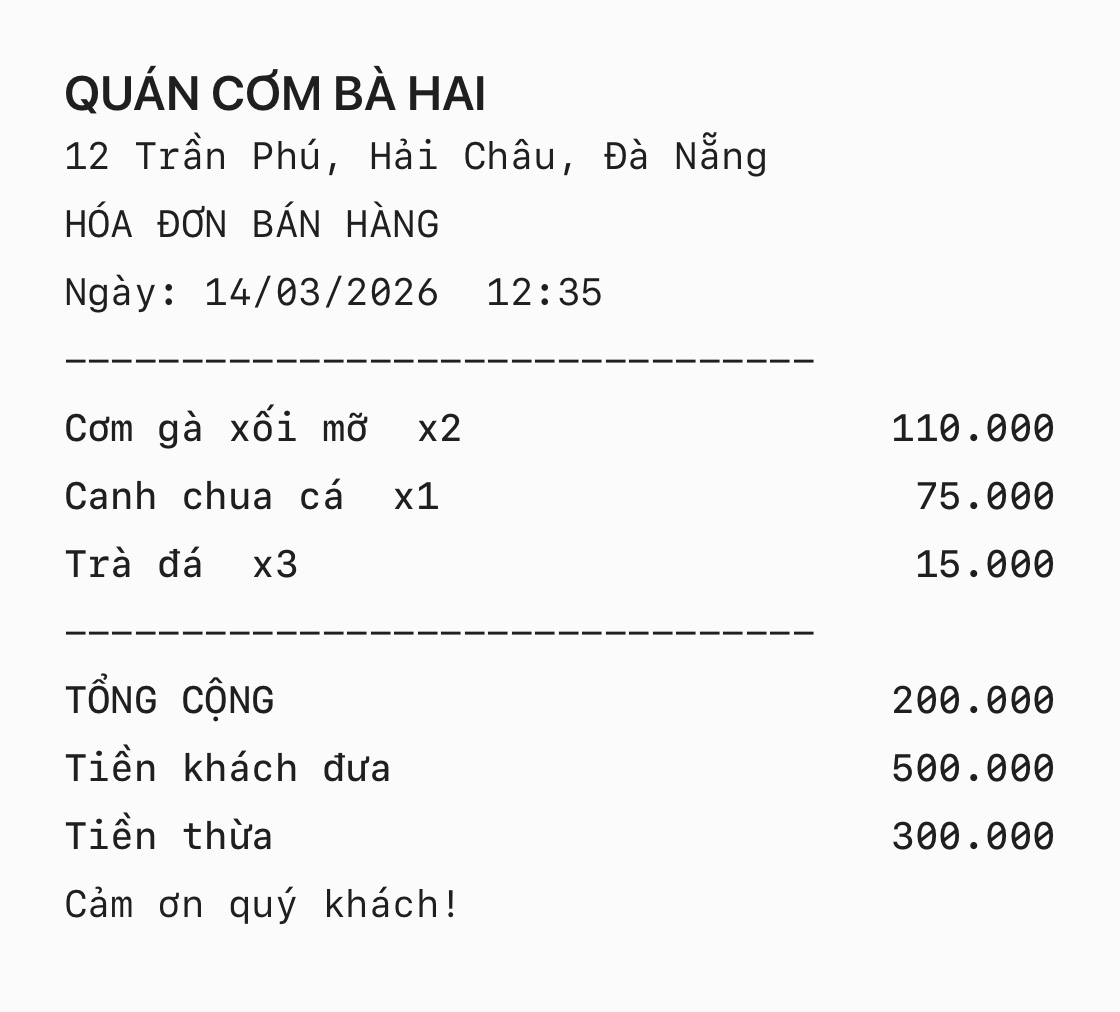 QUÁN CƠM BÀ HAI
12 Trần Phú, Hải Châu, Đà Nẵng
HÓA ĐƠN BÁN HÀNG
Ngày: 14/03/2026  12:35
--------------------------------
Cơm gà xối mỡ  x2 110.000
Canh chua cá  x1 75.000
Trà đá  x3 15.000
--------------------------------
TỔNG CỘNG 200.000
Tiền khách đưa 500.000
Tiền thừa 300.000
Cảm ơn quý khách!